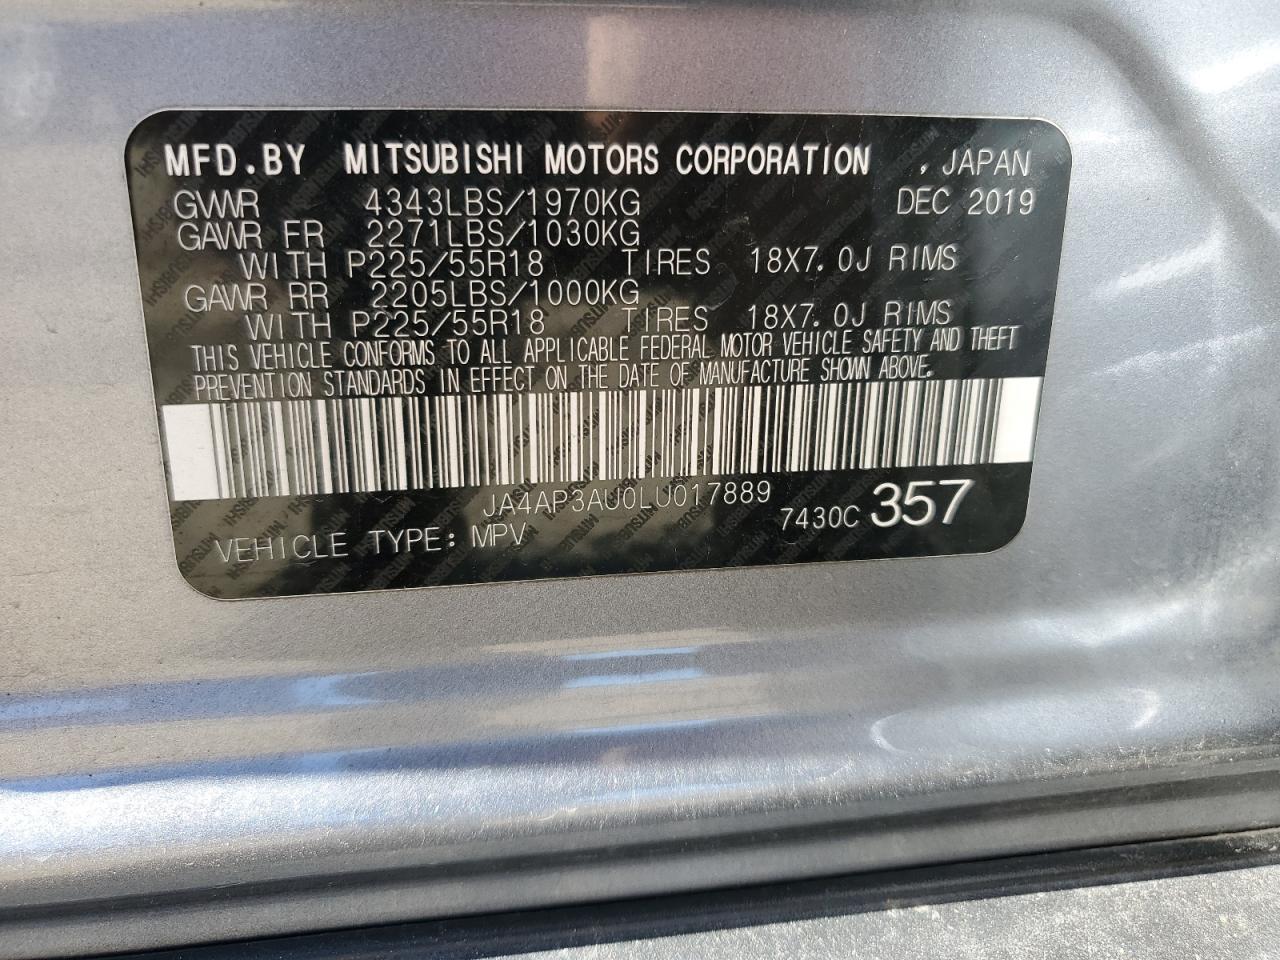 MFD.BY MITSUBISHI MOTORS CORPORATION , JAPAN
GVWR 4343LBS/1970KG DEC 2019
GAWR FR 2271LBS/1030KG
WITH P225/55R18 TIRES 18X7.0J RIMS
GAWR RR 2205LBS/1000KG
WITH P225/55R18 TIRES 18X7.0J RIMS
THIS VEHICLE CONFORMS TO ALL APPLICABLE FEDERAL MOTOR VEHICLE SAFETY AND THEFT
PREVENTION STANDARDS IN EFFECT ON THE DATE OF MANUFACTURE SHOWN ABOVE.
JA4AP3AU0LU017889
VEHICLE TYPE: MPV 7430C 357